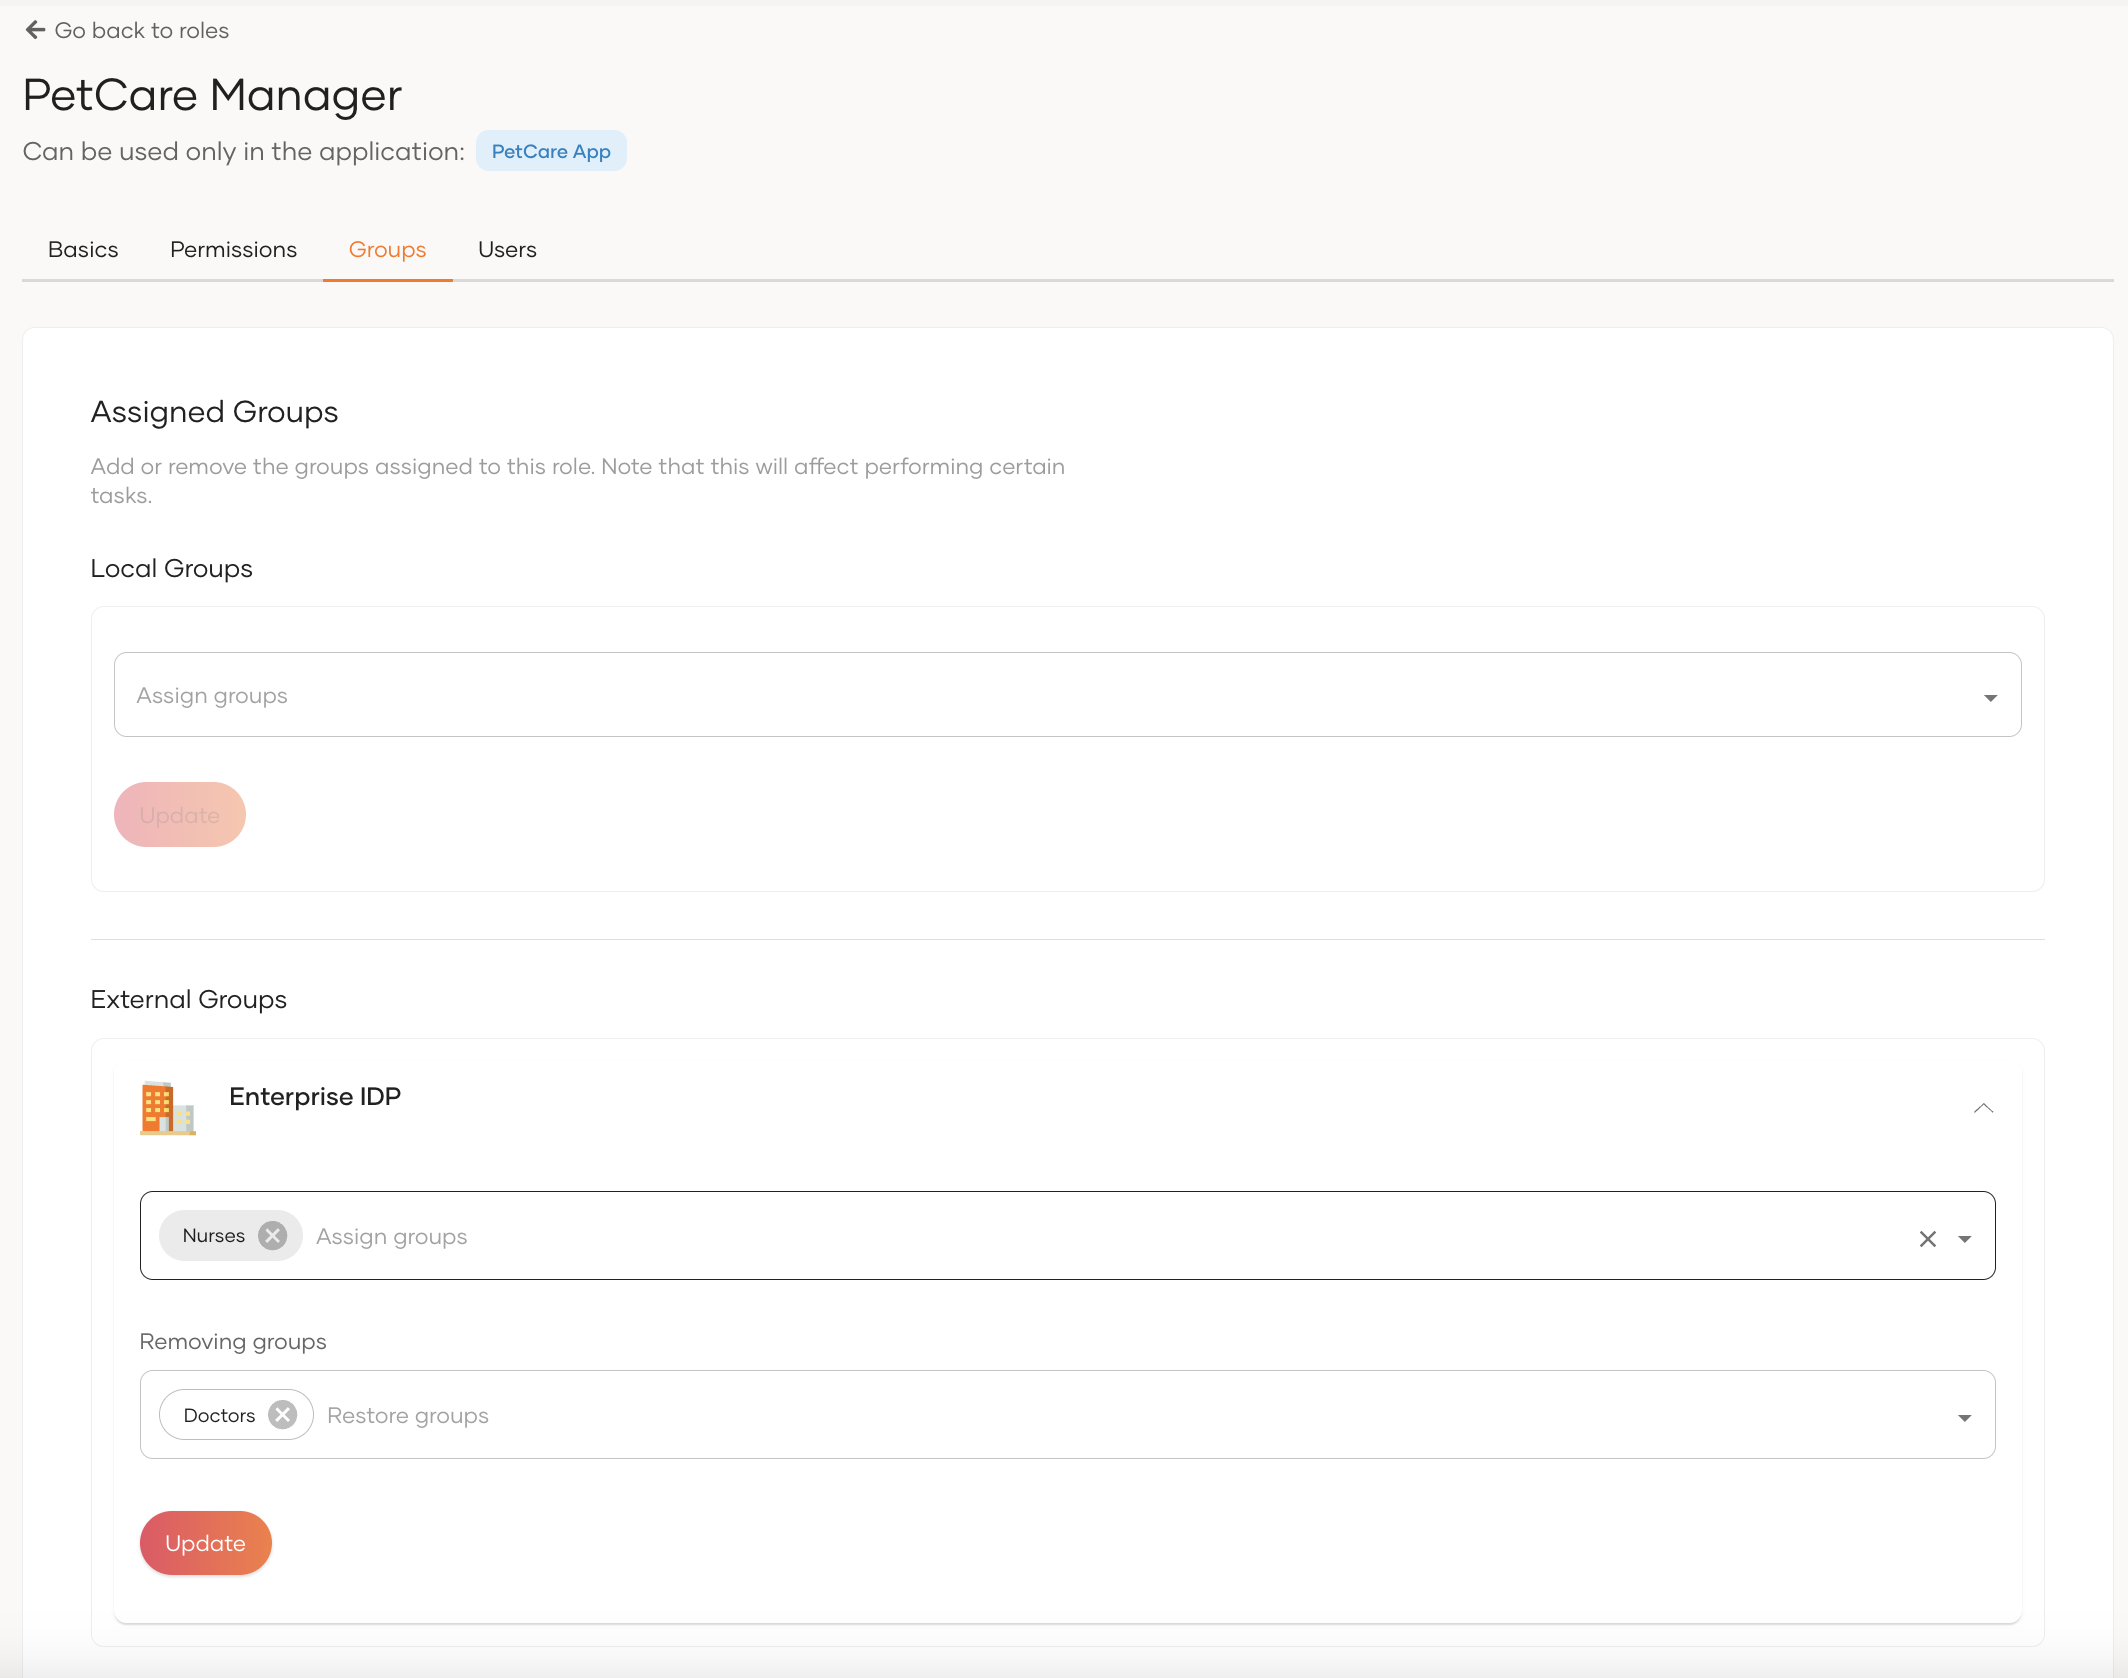 Go back to roles
PetCare Manager
Can be used only in the application: PetCare App
Basics Permissions Groups Users
Assigned Groups
Add or remove the groups assigned to this role. Note that this will affect performing certain
tasks.
Local Groups
Assign groups
Update
External Groups
Enterprise IDP
Nurses Assign groups
Removing groups
Doctors Restore groups
Update